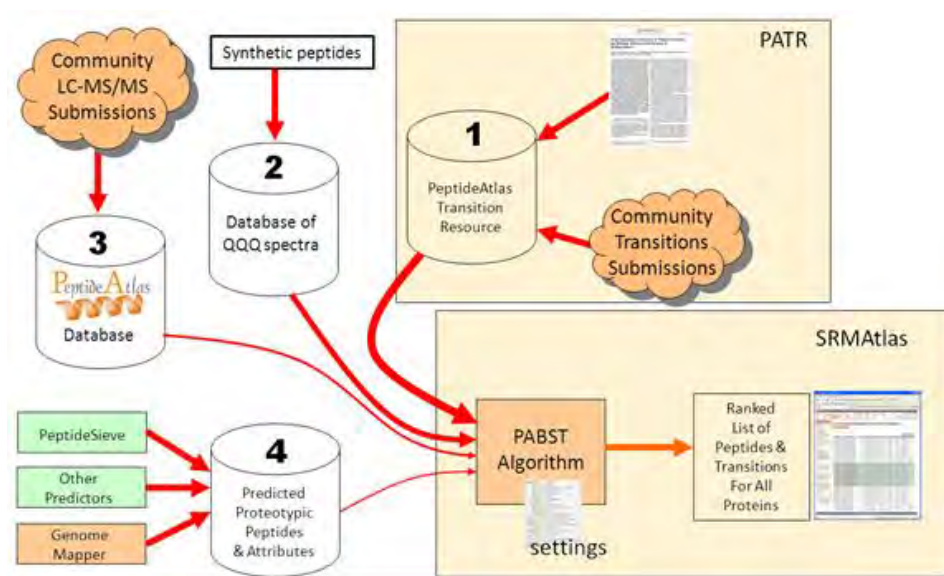 Community
LC-MS/MS
Submissions
Synthetic peptides
PATR
1
PeptideAtlas
Transition
Resource
Community
Transitions
Submissions
2
Database of
QQQ spectra
3
PeptideAtlas
Database
SRMAtlas
PeptideSieve
Other
Predictors
Genome
Mapper
4
Predicted
Proteotypic
Peptides
& Attributes
PABST
Algorithm
settings
Ranked
List of
Peptides &
Transitions
For All
Proteins